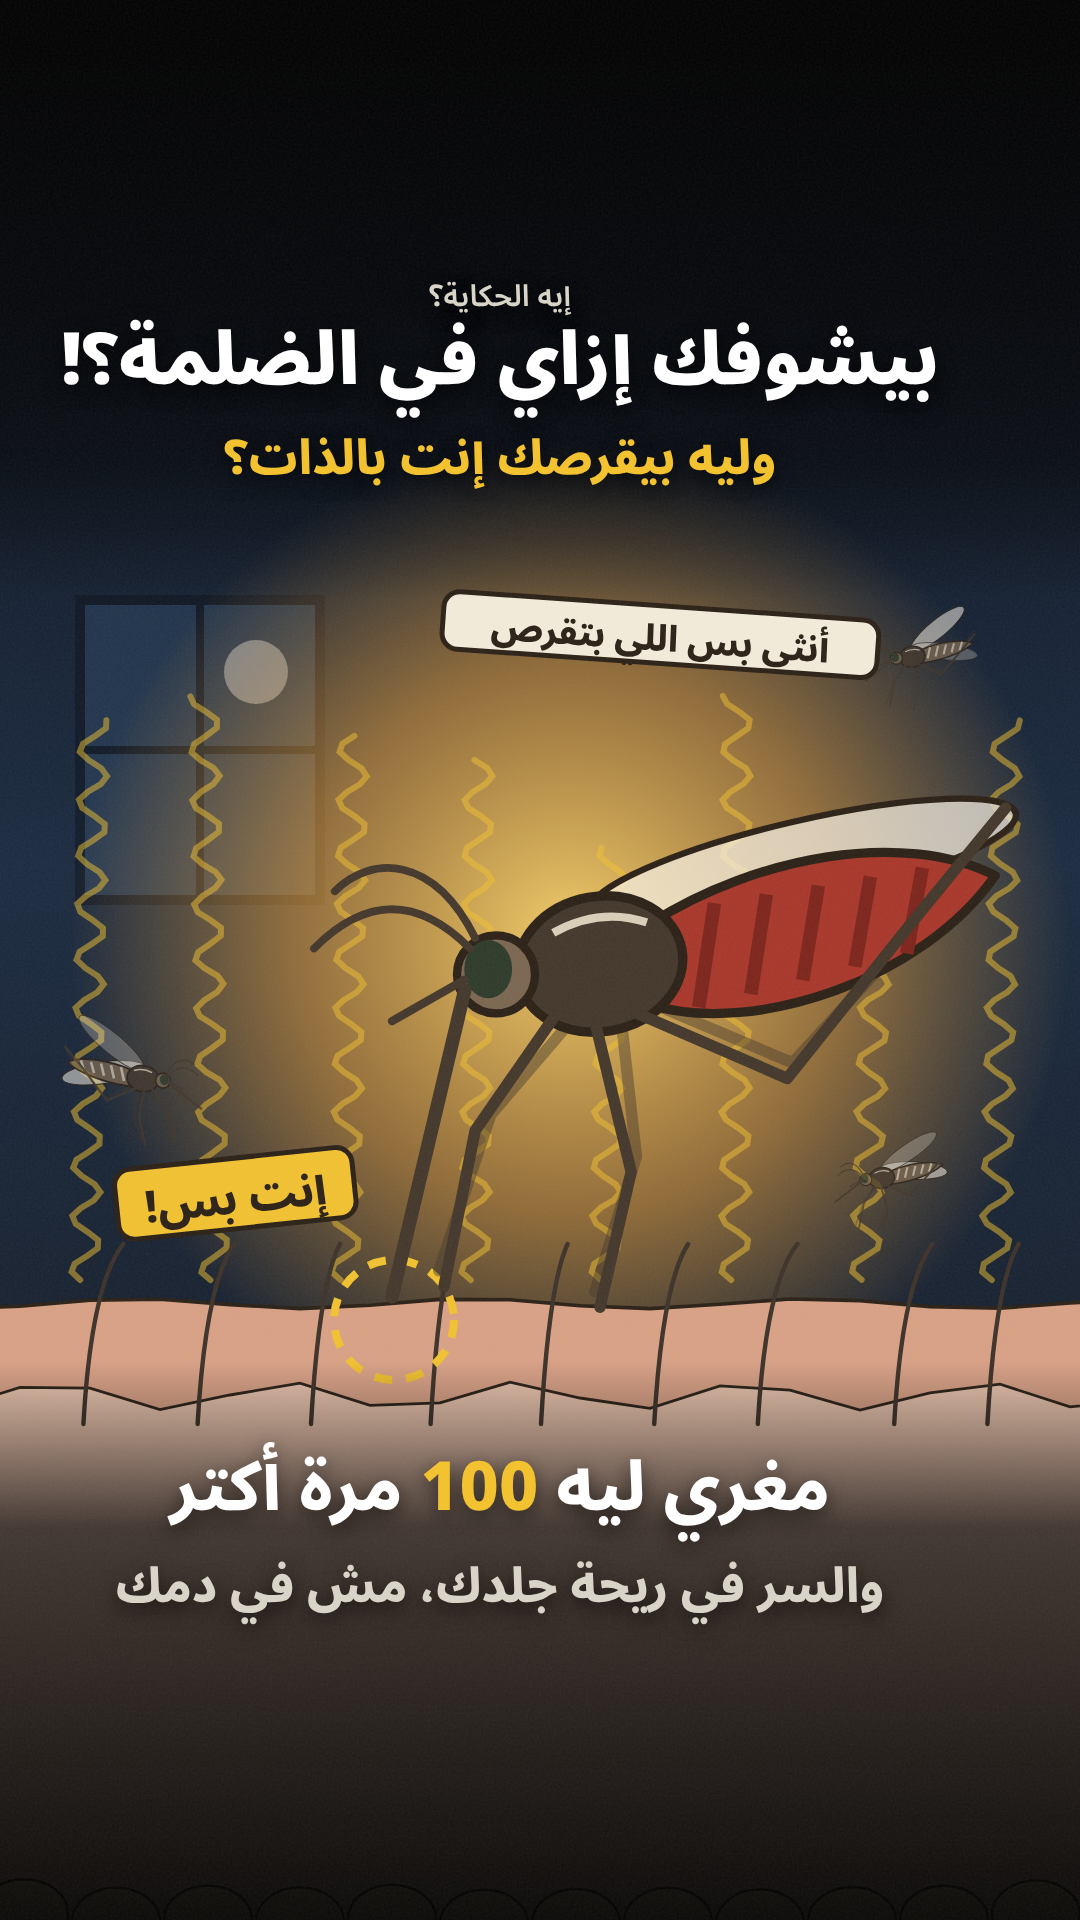 إيه الحكاية؟
بيشوفك إزاي في الضلمة؟!
وليه بيقرصك إنت بالذات؟
أنثى بس اللي بتقرص
إنت بس!
مغري ليه 100 مرة أكتر
والسر في ريحة جلدك، مش في دمك